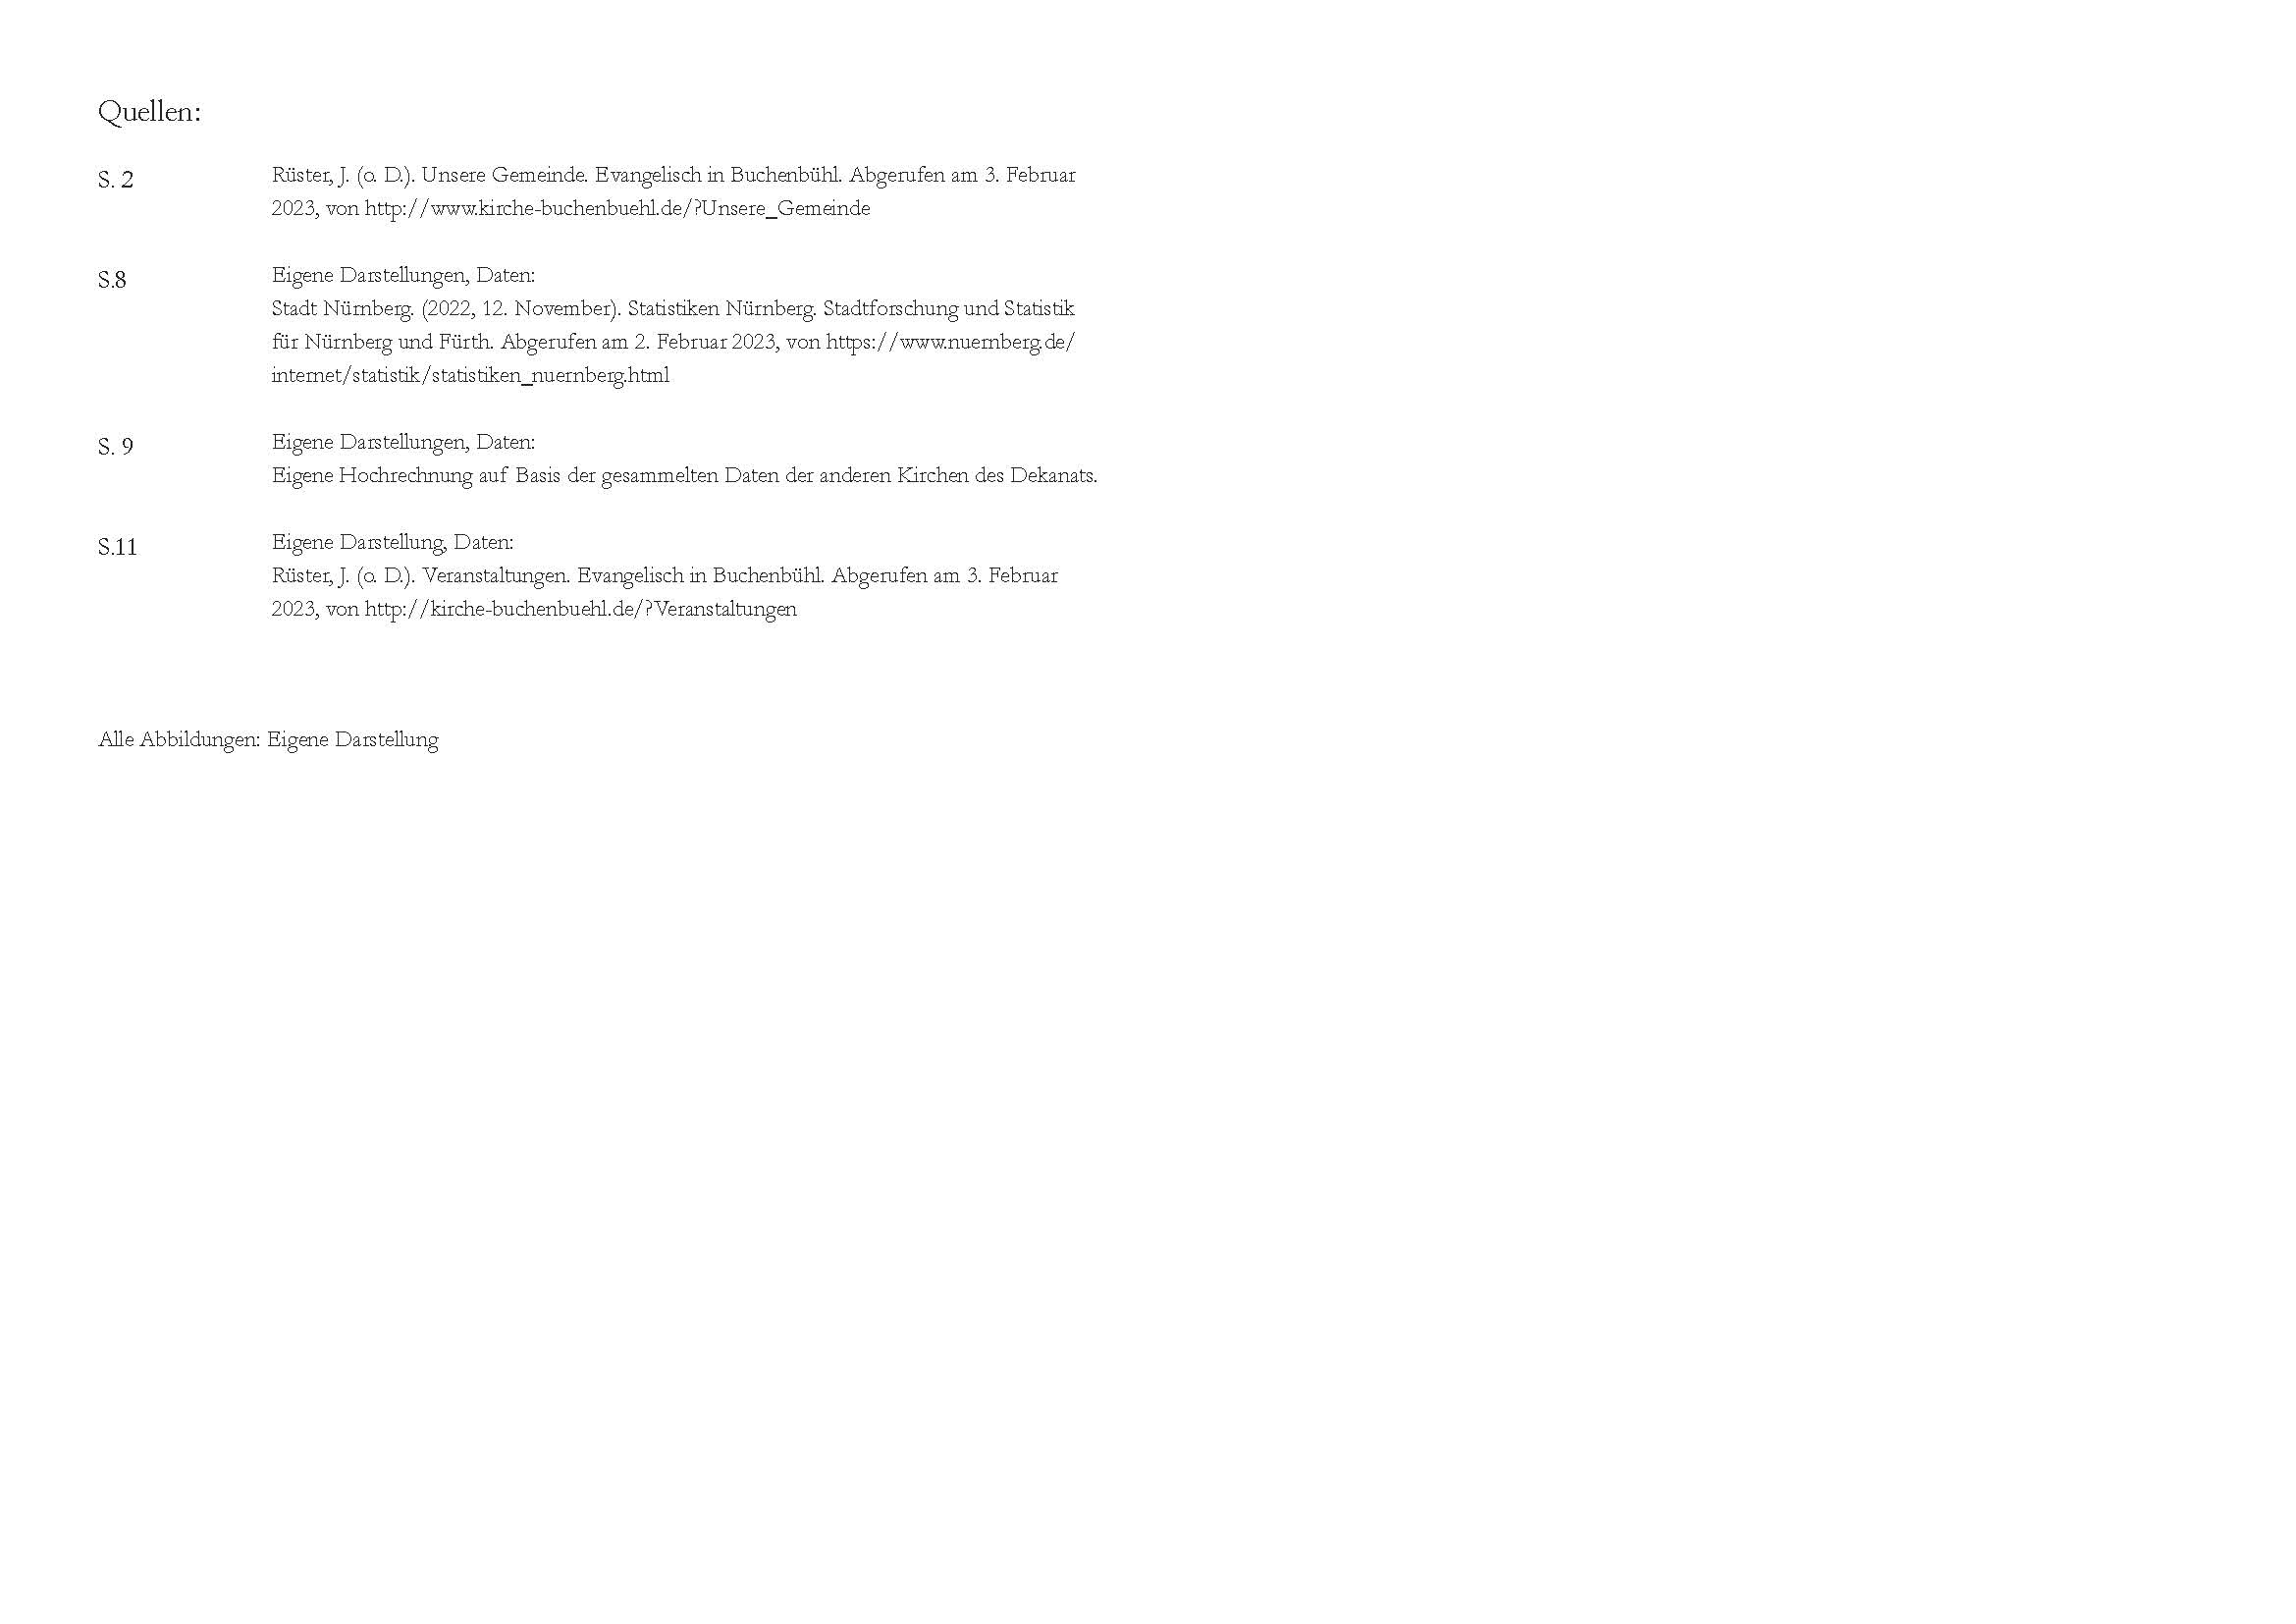 Quellen:
S. 2
Rüster, J. (o. D.). Unsere Gemeinde. Evangelisch in Buchenbühl. Abgerufen am 3. Februar
2023, von http://www.kirche-buchenbuehl.de/?Unsere_Gemeinde
S.8
Eigene Darstellungen, Daten:
Stadt Nürnberg. (2022, 12. November). Statistiken Nürnberg. Stadtforschung und Statistik
für Nürnberg und Fürth. Abgerufen am 2. Februar 2023, von https://www.nuernberg.de/
internet/statistik/statistiken_nuernberg.html
S. 9
Eigene Darstellungen, Daten:
Eigene Hochrechnung auf Basis der gesammelten Daten der anderen Kirchen des Dekanats.
S.11
Eigene Darstellung, Daten:
Rüster, J. (o. D.). Veranstaltungen. Evangelisch in Buchenbühl. Abgerufen am 3. Februar
2023, von http://kirche-buchenbuehl.de/?Veranstaltungen
Alle Abbildungen: Eigene Darstellung